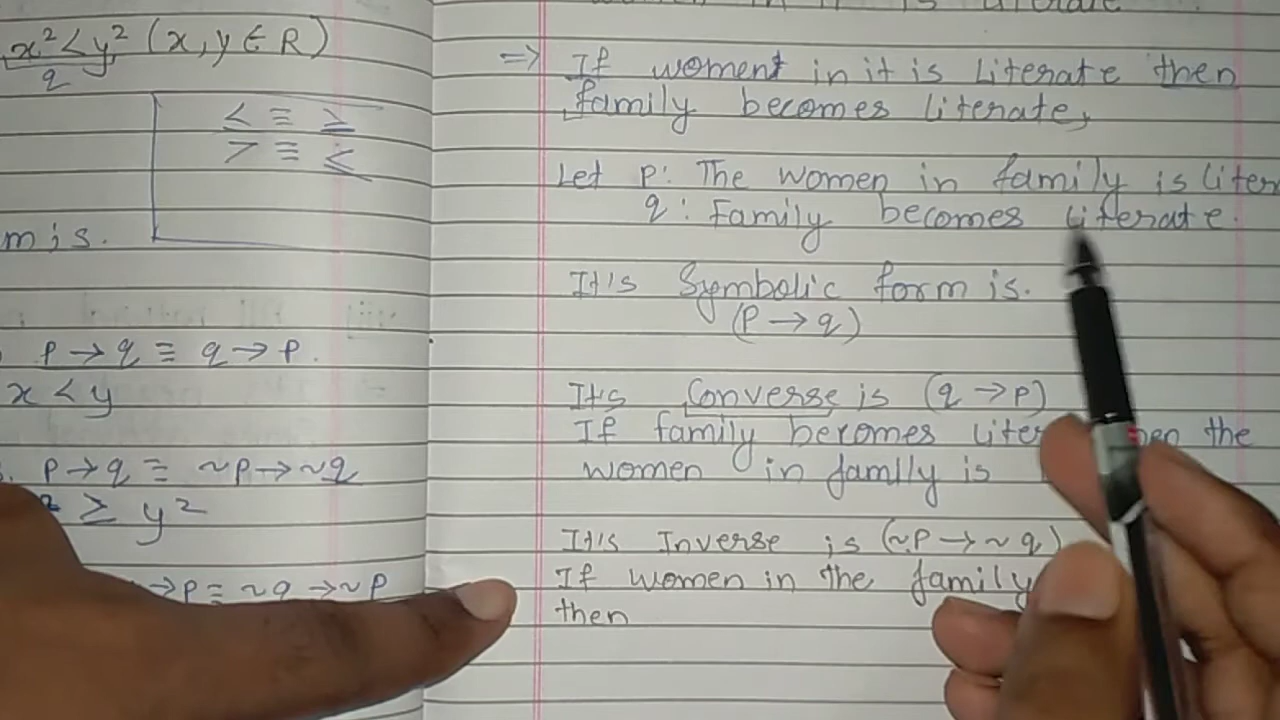 x² < y² (x, y ∈ R)
q
< ≡ ≥
> ≡ ≤
m is.
p → q ≡ q → p.
x < y
p → q ≡ ~p → ~q
≥ y²
→ p ≡ ~q → ~p
⇒ If woment in it is literate then
family becomes literate,
Let p: The women in family is liter
q: Family becomes literate.
It's Symbolic form is.
(P → q)
It's Converse is (q → p)
If family becomes liter the
women in family is
It's Inverse is (~P → ~q)
If women in the family
then